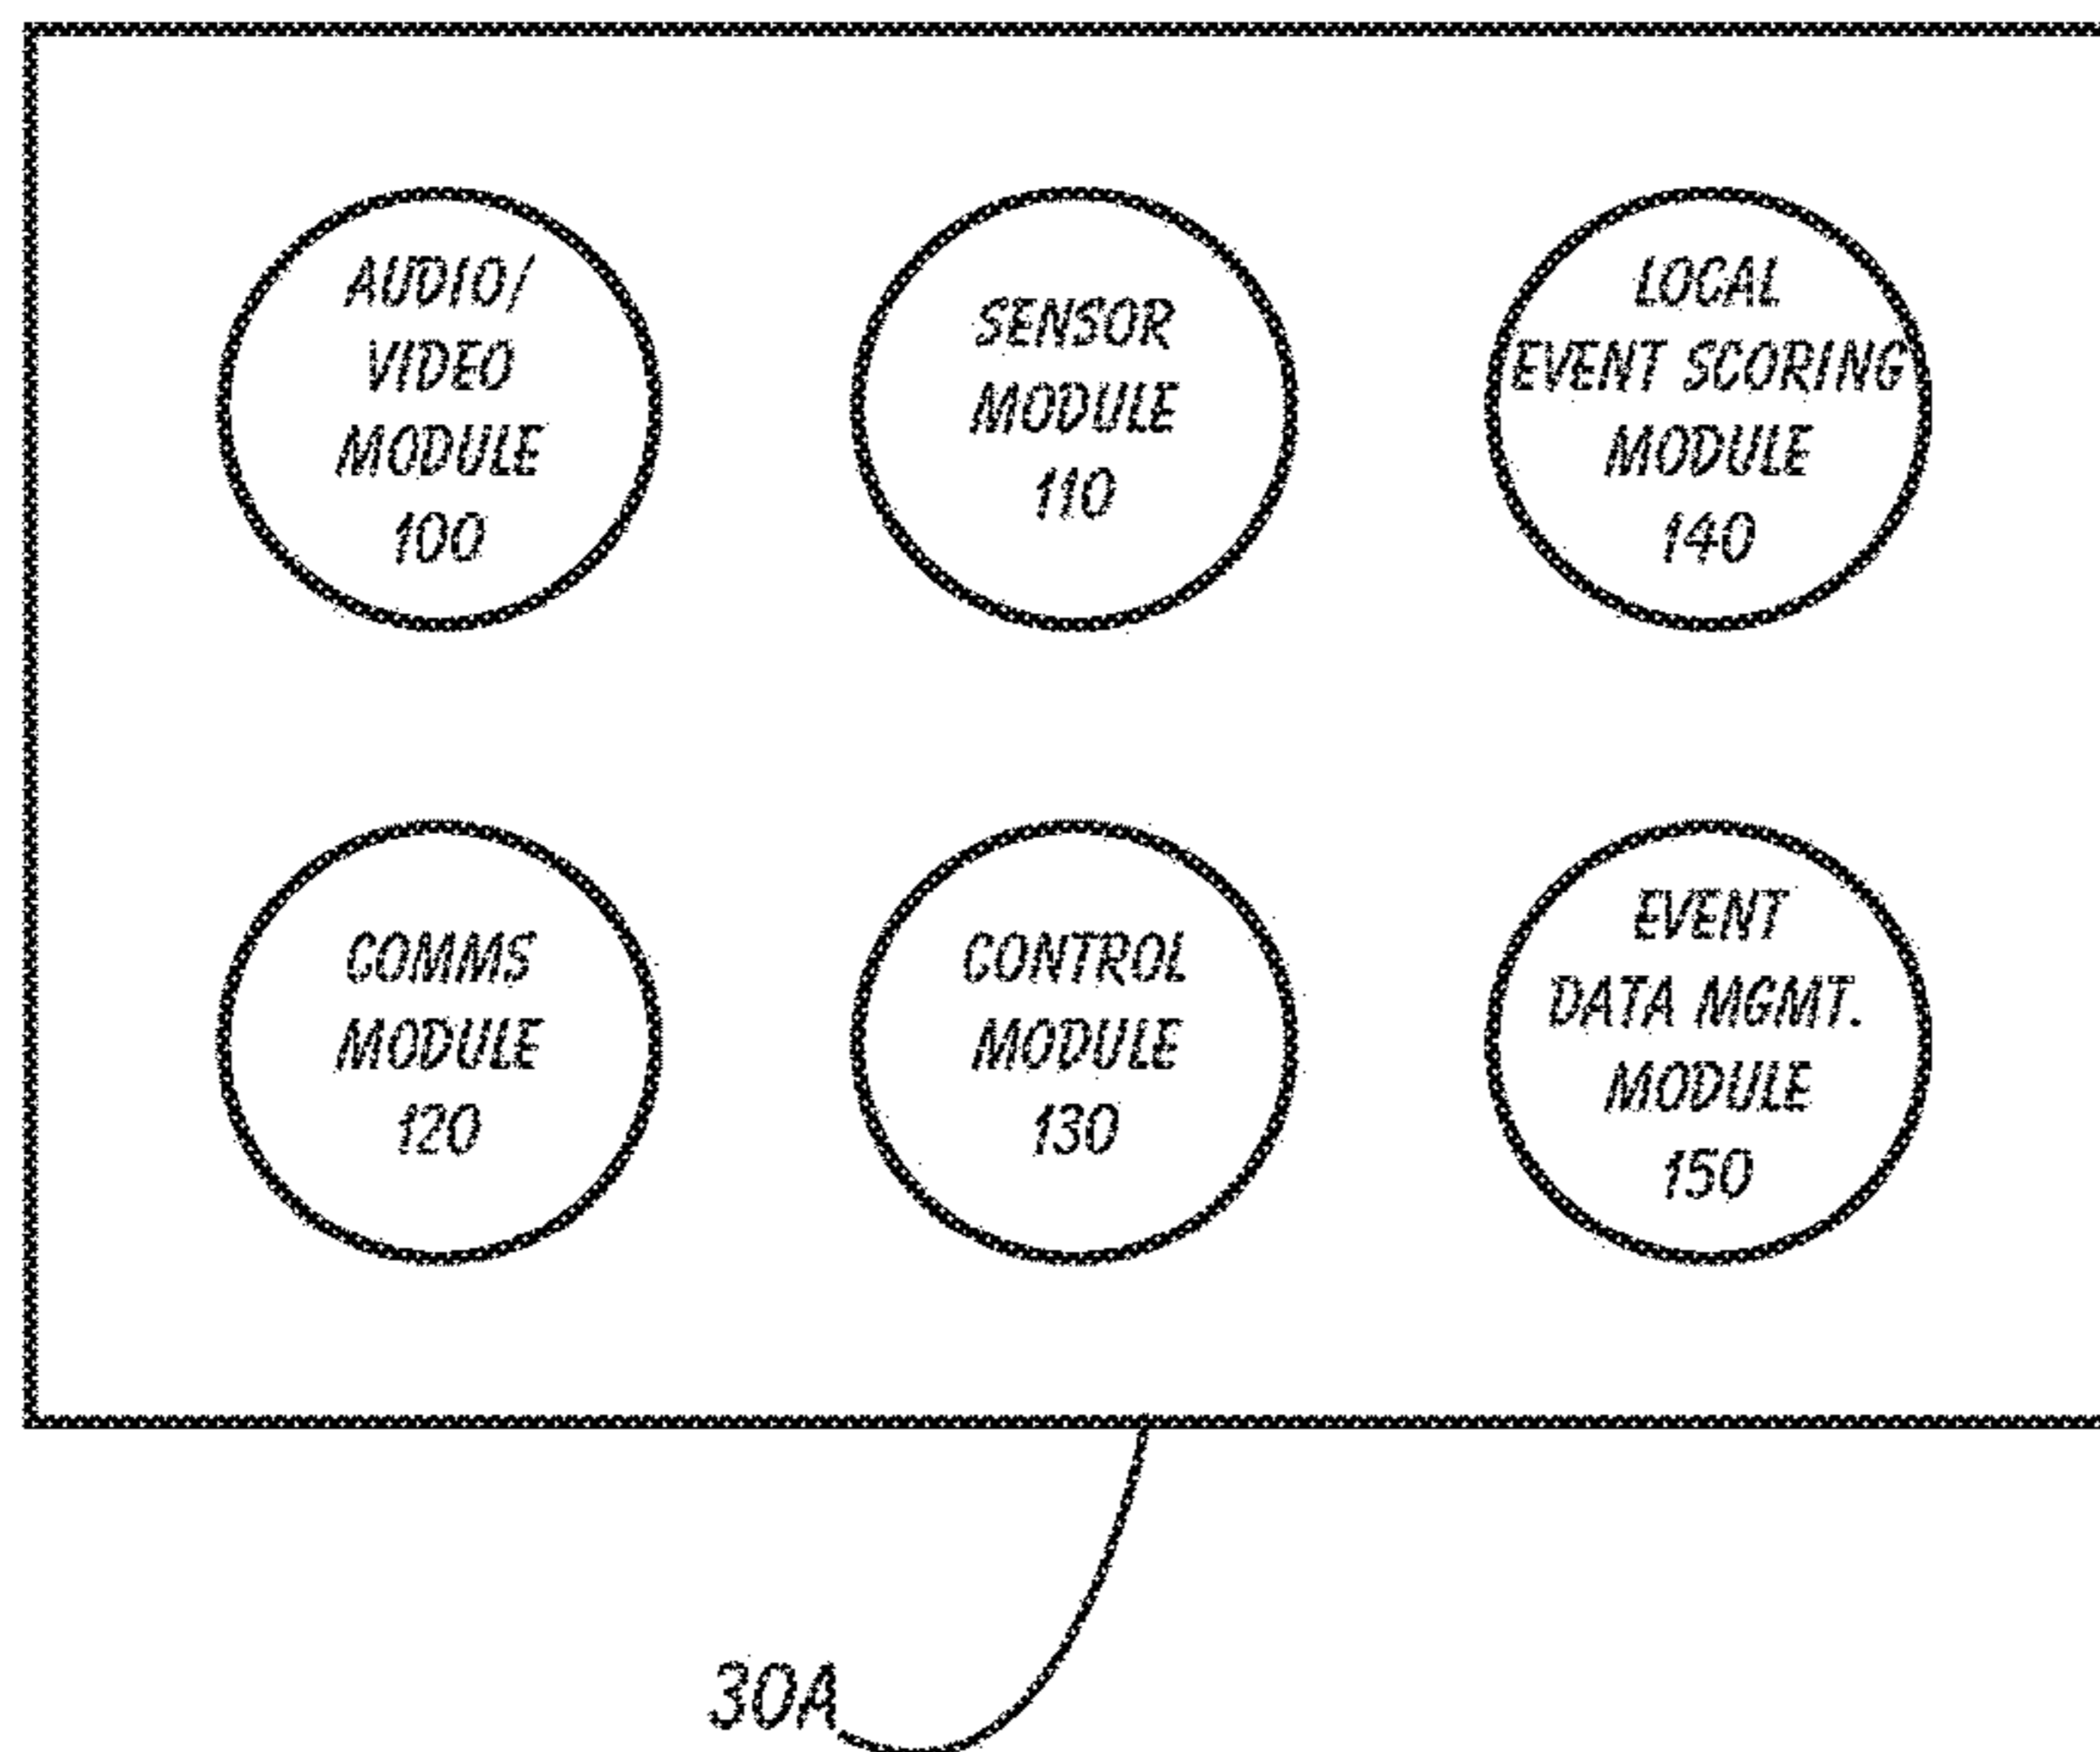 AUDIO/
VIDEO
MODULE
100
SENSOR
MODULE
110
LOCAL
EVENT SCORING
MODULE
140
COMMS
MODULE
120
CONTROL
MODULE
130
EVENT
DATA MGMT.
MODULE
150
30A